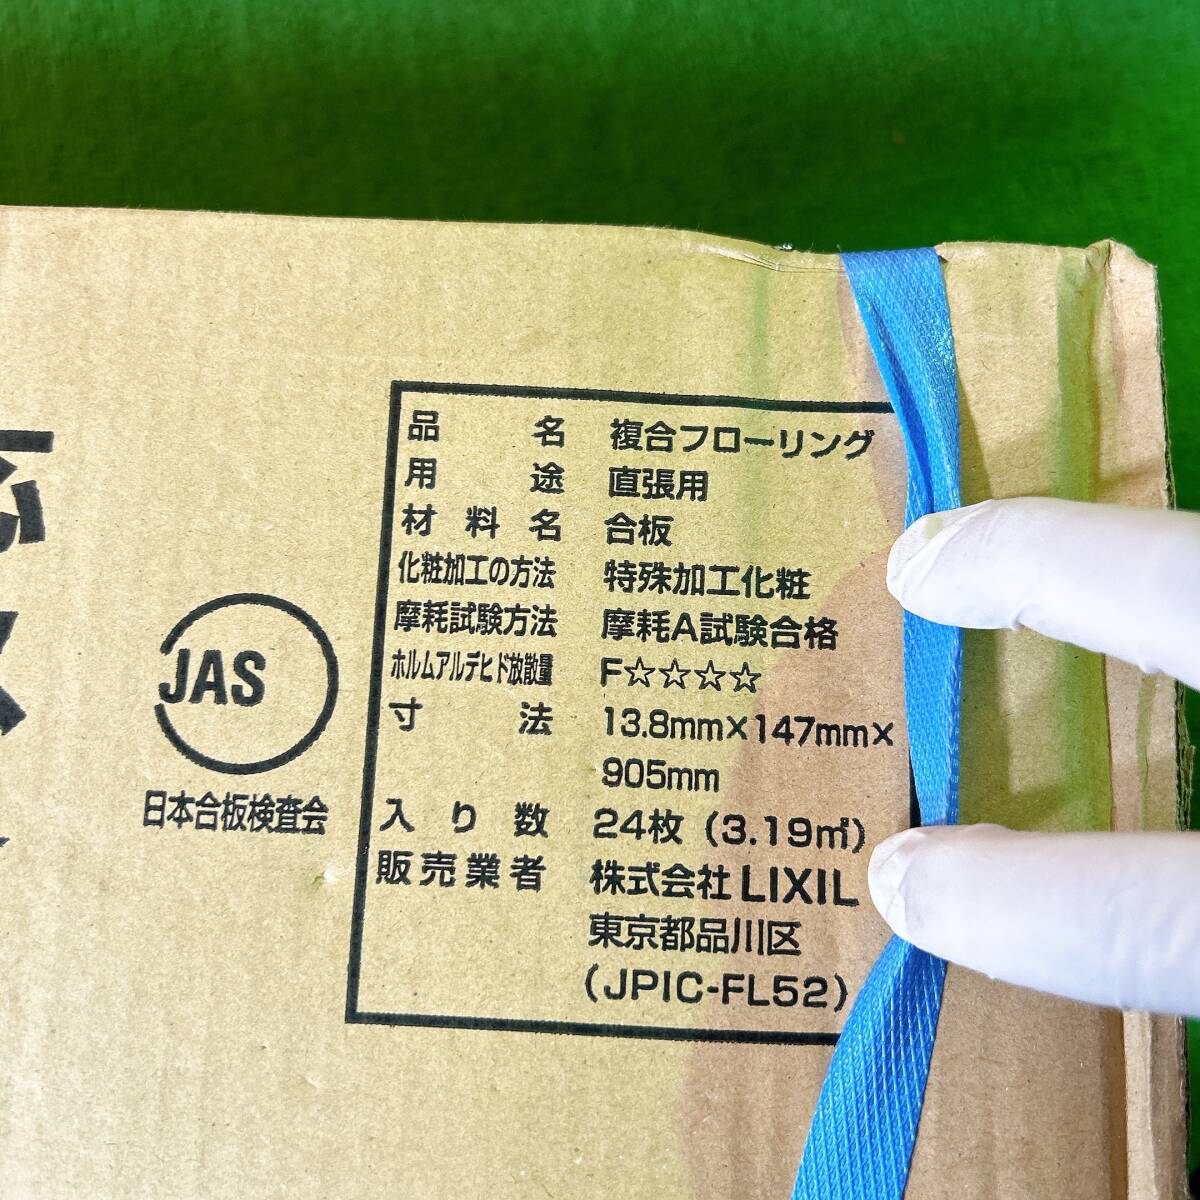 品名 複合フローリング
用途 直張用
材料名 合板
化粧加工の方法 特殊加工化粧
摩耗試験方法 摩耗A試験合格
ホルムアルデヒド放散量 F☆☆☆☆
寸法 13.8mm×147mm×
905mm
入り数 24枚（3.19㎡）
販売業者 株式会社LIXIL
東京都品川区
（JPIC-FL52）
JAS
日本合板検査会